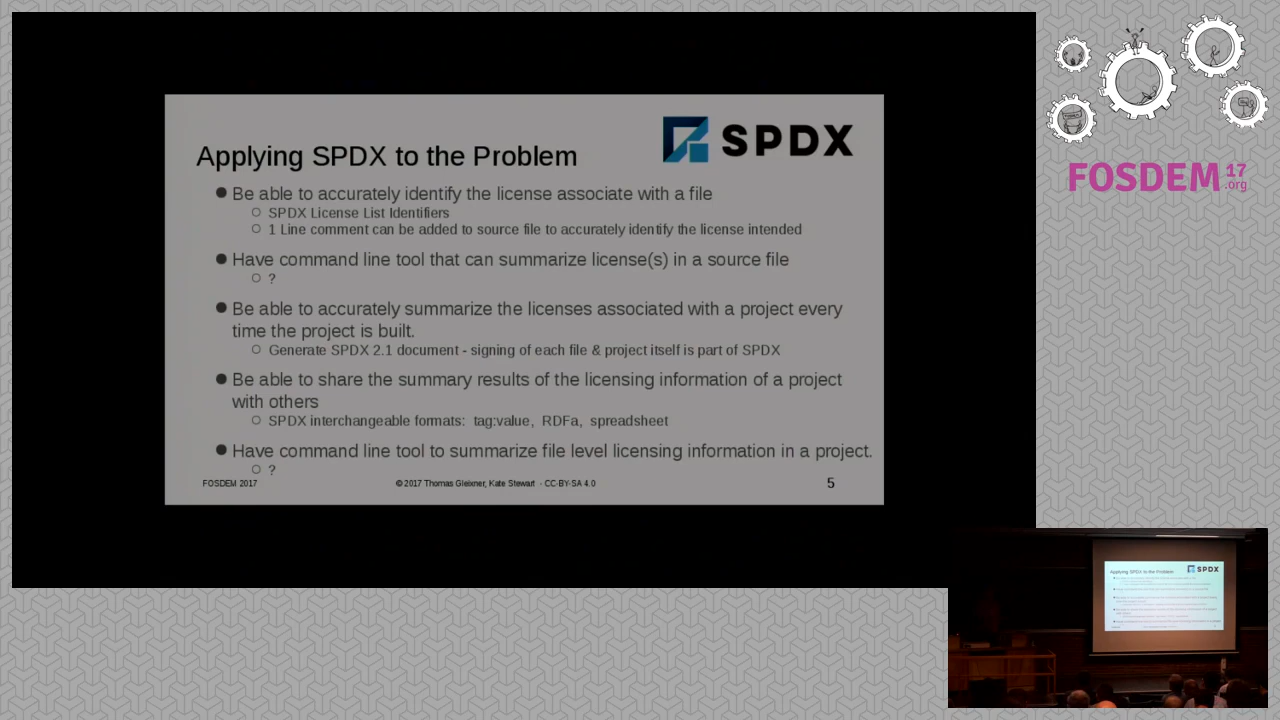 Applying SPDX to the Problem
SPDX
Be able to accurately identify the license associate with a file
SPDX License List Identifiers
1 Line comment can be added to source file to accurately identify the license intended
Have command line tool that can summarize license(s) in a source file
?
Be able to accurately summarize the licenses associated with a project every
time the project is built.
Generate SPDX 2.1 document - signing of each file & project itself is part of SPDX
Be able to share the summary results of the licensing information of a project
with others
SPDX interchangeable formats: tag:value, RDFa, spreadsheet
Have command line tool to summarize file level licensing information in a project.
?
FOSDEM 2017
© 2017 Thomas Gleixner, Kate Stewart - CC-BY-SA 4.0
5
FOSDEM 17
.org
Applying SPDX to the Problem
SPDX